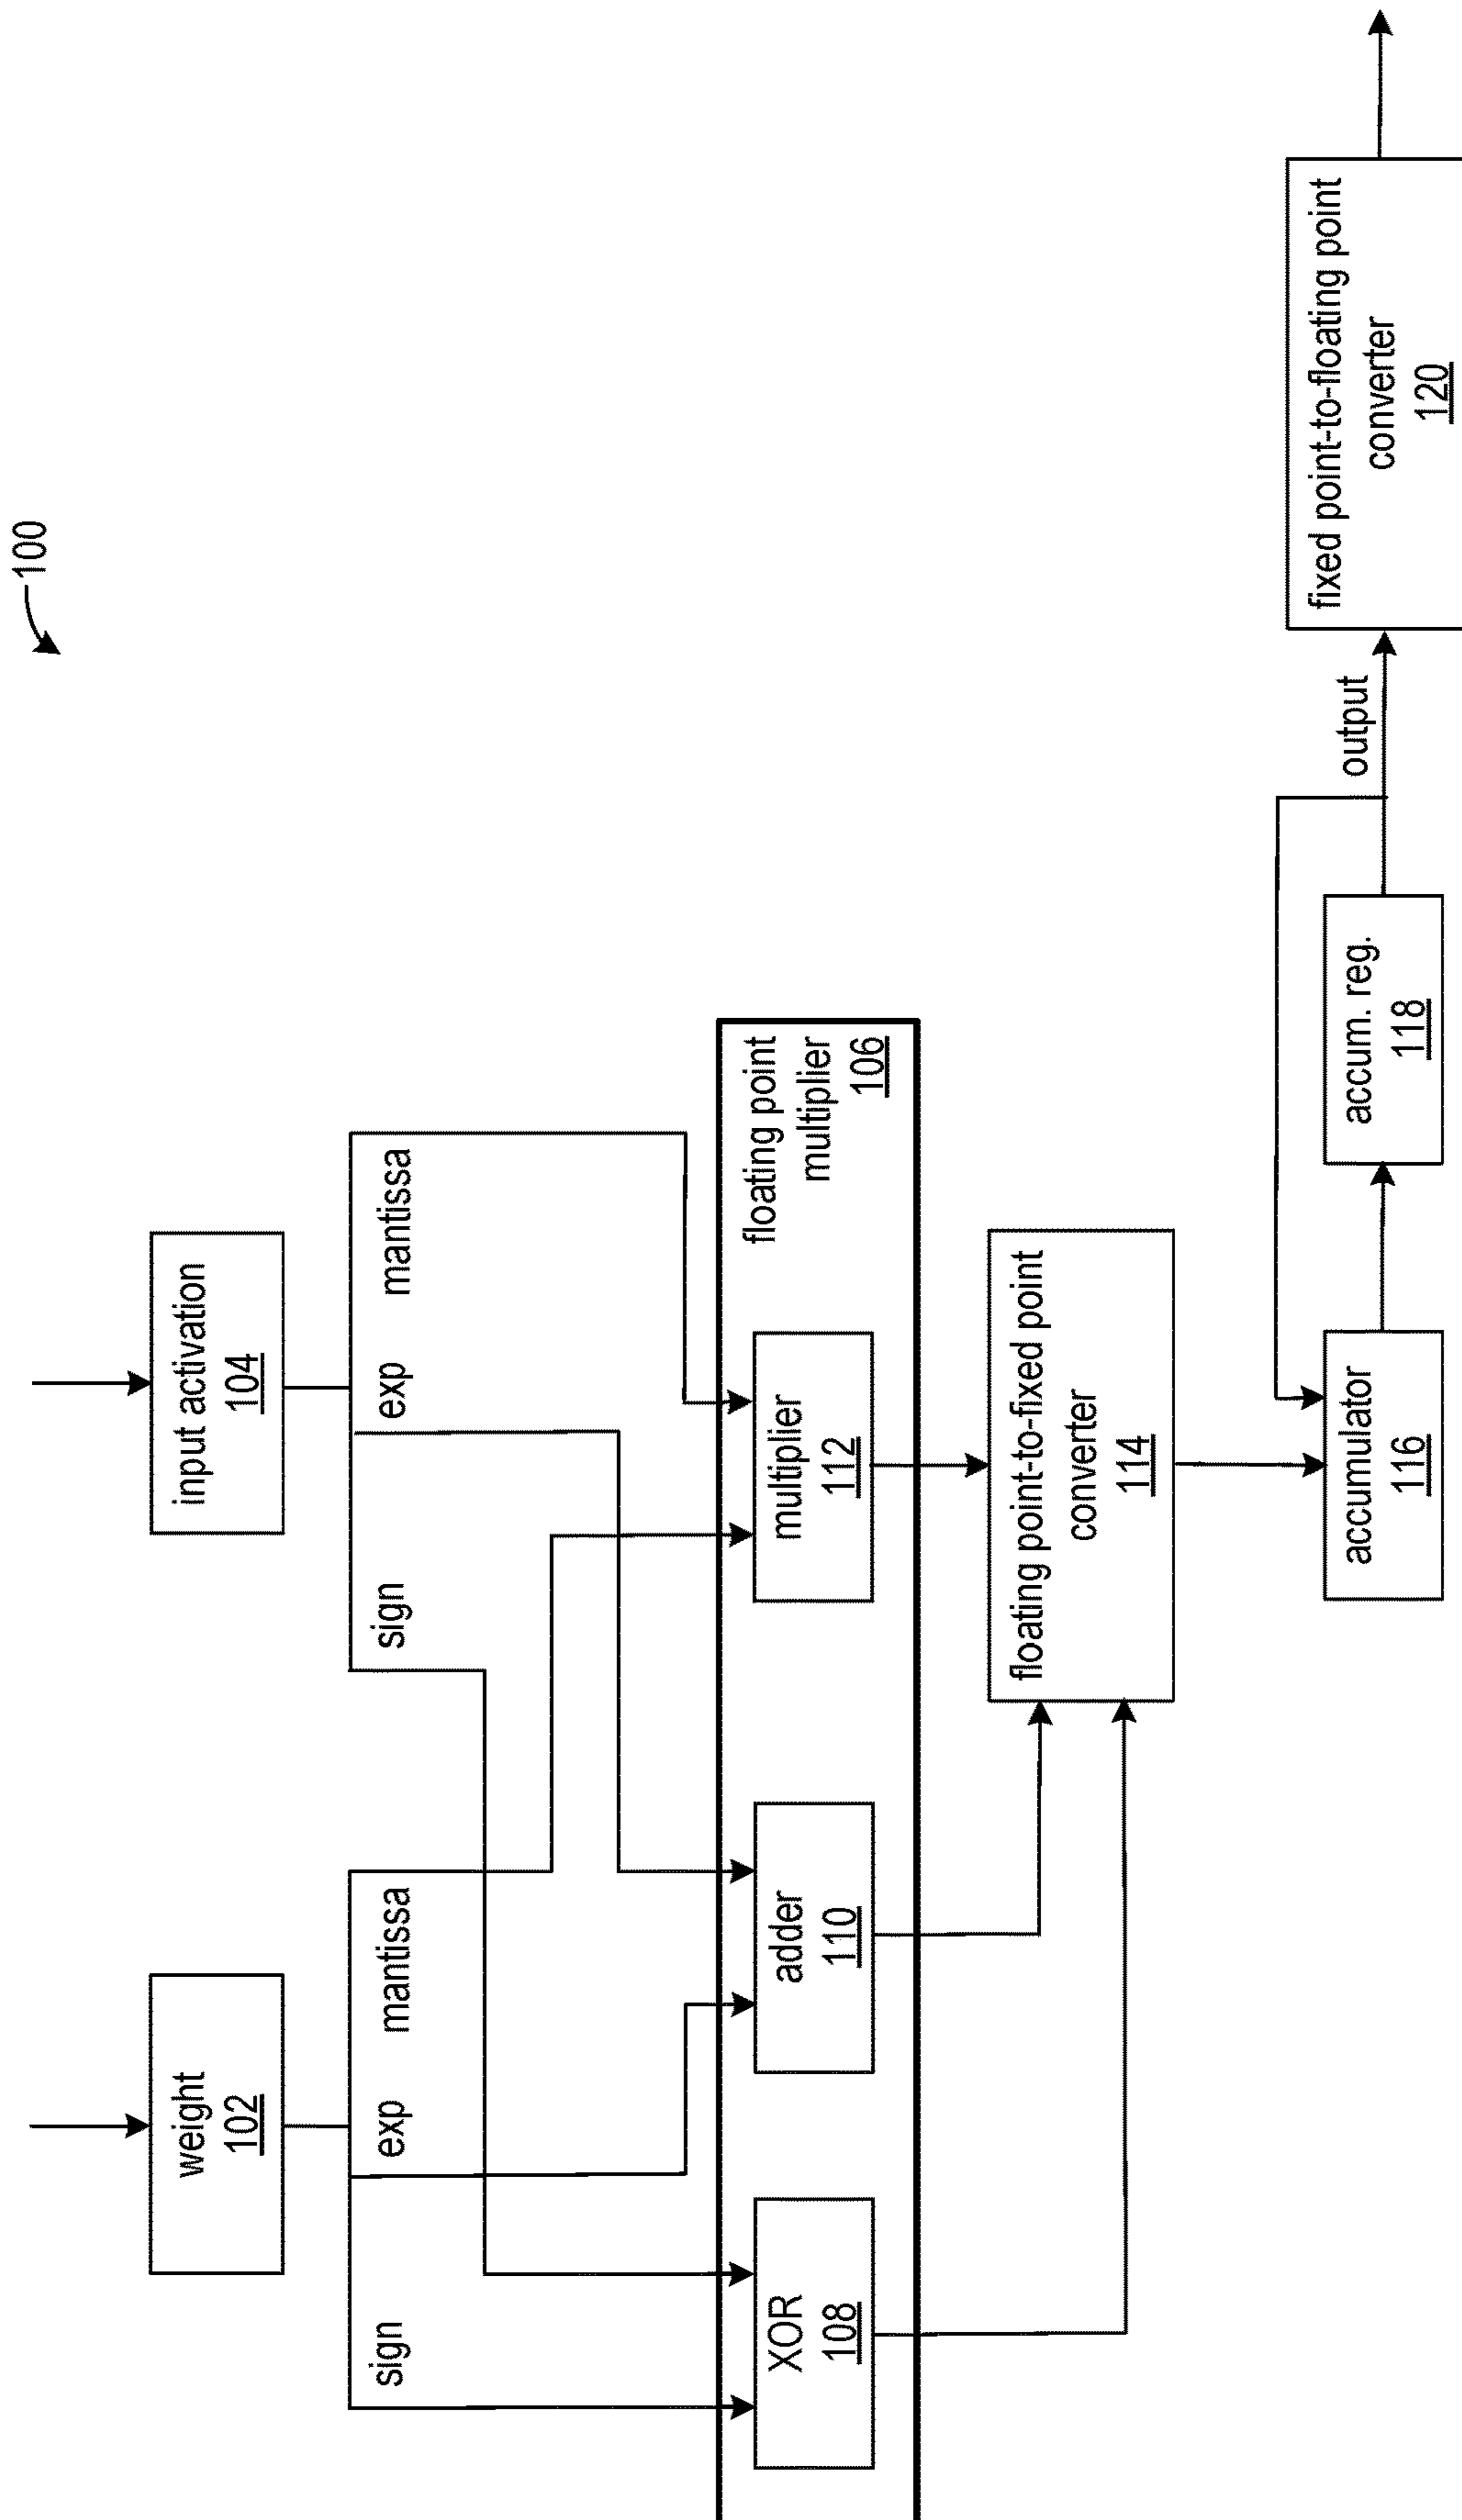 100
weight
102
input activation
104
sign
exp
mantissa
sign
exp
mantissa
floating point
multiplier
106
XOR
108
adder
110
multiplier
112
floating point-to-fixed point
converter
114
accumulator
116
accum. reg.
118
output
fixed point-to-floating point
converter
120